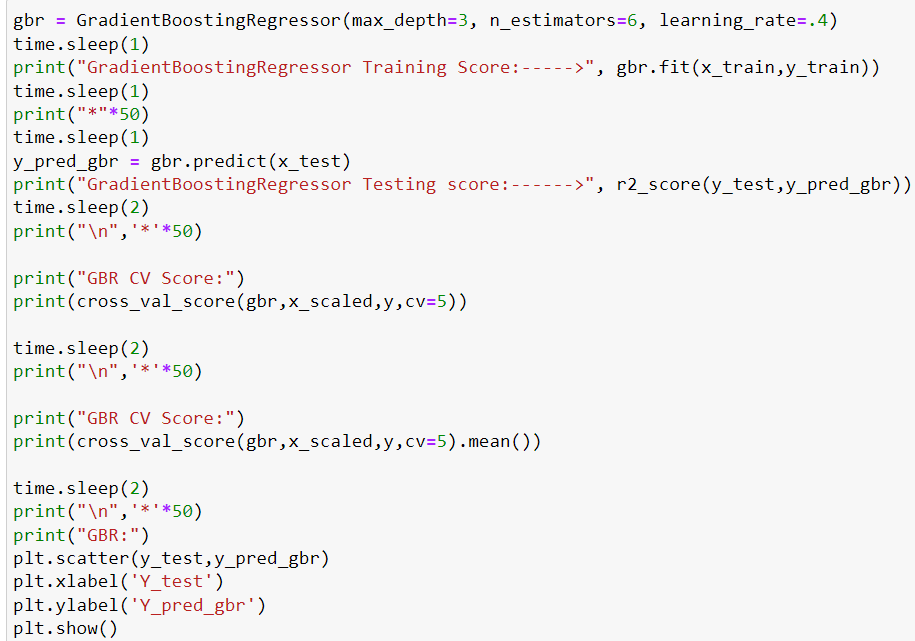 gbr = GradientBoostingRegressor(max_depth=3, n_estimators=6, learning_rate=.4)
time.sleep(1)
print("GradientBoostingRegressor Training Score:----->", gbr.fit(x_train,y_train))
time.sleep(1)
print("*"*50)
time.sleep(1)
y_pred_gbr = gbr.predict(x_test)
print("GradientBoostingRegressor Testing score:------>", r2_score(y_test,y_pred_gbr))
time.sleep(2)
print("\n",'*'*50)
print("GBR CV Score:")
print(cross_val_score(gbr,x_scaled,y,cv=5))
time.sleep(2)
print("\n",'*'*50)
print("GBR CV Score:")
print(cross_val_score(gbr,x_scaled,y,cv=5).mean())
time.sleep(2)
print("\n",'*'*50)
print("GBR:")
plt.scatter(y_test,y_pred_gbr)
plt.xlabel('Y_test')
plt.ylabel('Y_pred_gbr')
plt.show()